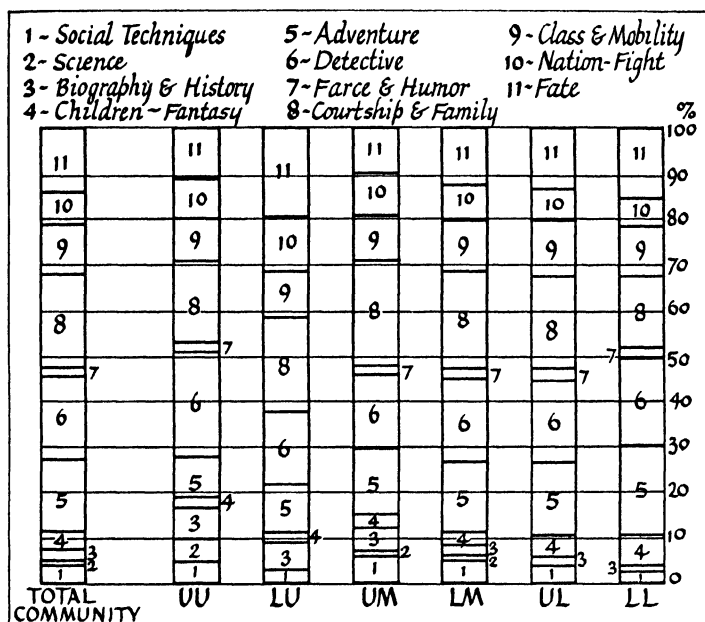 1 - Social Techniques 5 - Adventure 9 - Class & Mobility
2 - Science 6 - Detective 10 - Nation-Fight
3 - Biography & History 7 - Farce & Humor 11 - Fate
4 - Children - Fantasy 8 - Courtship & Family
%
100
11 11 11 11 11 11 11
90
10 10 10 10 10 10 10
80
9 9 9 9 9 9 9
70
8 8 8 8 8 8 8
60
7 7 7 7 7 7
50
6 6 6 6 6 6 6
40
30
5 5 5 5 5 5 5
20
4 4 4 4 4 4 4
3 3 3 3 3 3 3
10
2 2 2 2
1 1 1 1 1 1 1
0
TOTAL COMMUNITY UU LU UM LM UL LL